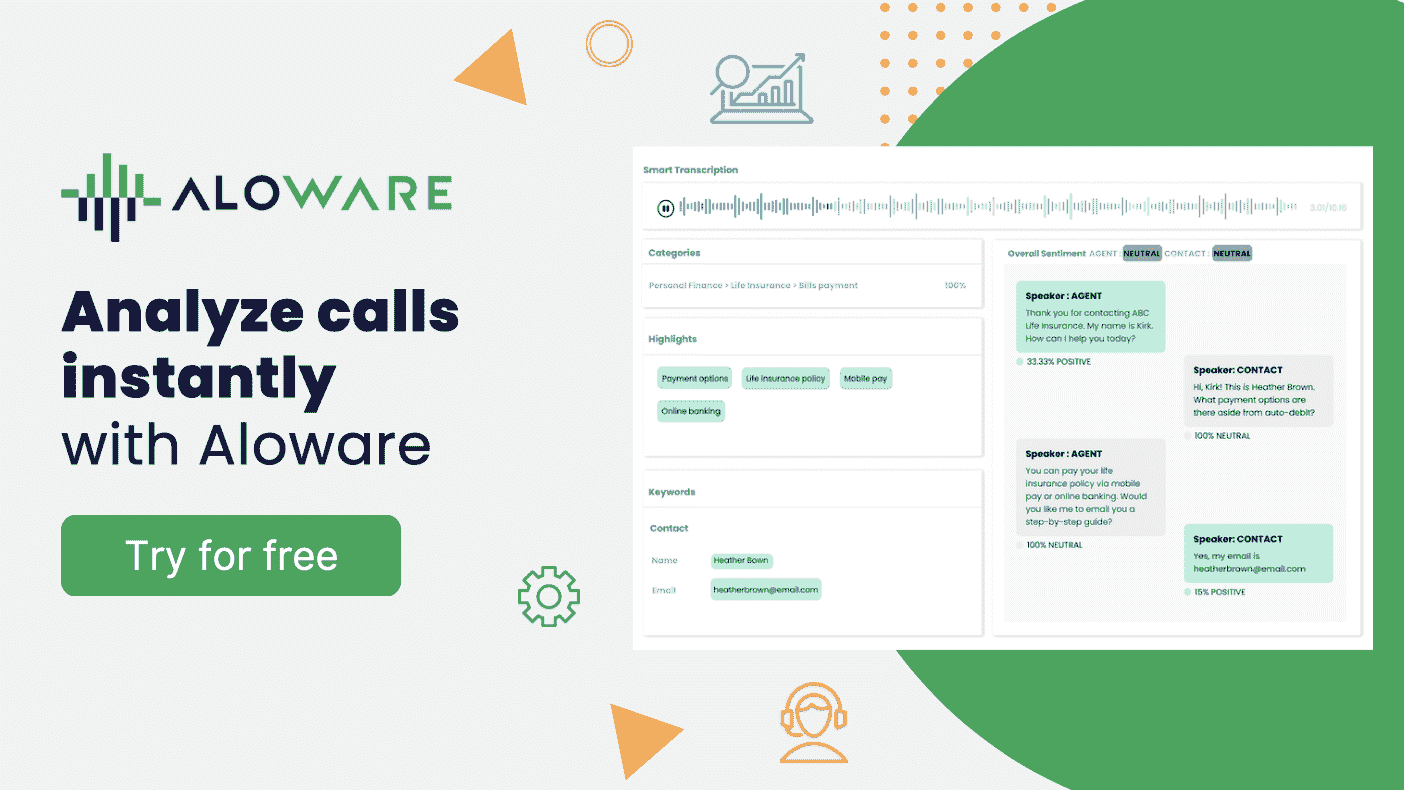 ALOWARE
Analyze calls
instantly
with Aloware
Try for free
Smart Transcription
3.01/10.16
Categories
Personal Finance > Life Insurance > Bills payment 100%
Highlights
Payment options Life insurance policy Mobile pay
Online banking
Keywords
Contact
Name Heather Bown
Email heatherbrown@email.com
Overall Sentiment AGENT : NEUTRAL CONTACT : NEUTRAL
Speaker : AGENT
Thank you for contacting ABC
Life Insurance. My name is Kirk.
How can I help you today?
33.33% POSITIVE
Speaker: CONTACT
Hi, Kirk! This is Heather Brown.
What payment options are
there aside from auto-debit?
100% NEUTRAL
Speaker : AGENT
You can pay your life
insurance policy via mobile
pay or online banking. Would
you like me to email you a
step-by-step guide?
100% NEUTRAL
Speaker: CONTACT
Yes, my email is
heatherbrown@email.com
15% POSITIVE